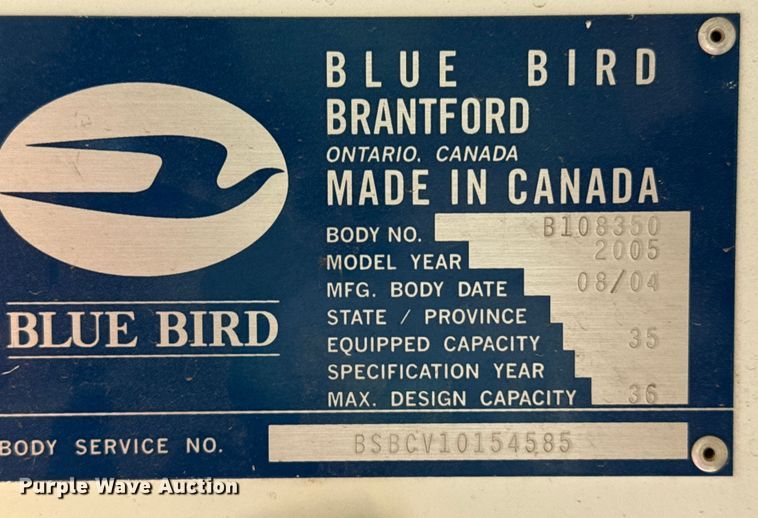 BLUE BIRD
BRANTFORD
ONTARIO, CANADA
MADE IN CANADA
BODY NO. B108350
MODEL YEAR 2005
MFG. BODY DATE 08/04
STATE / PROVINCE
EQUIPPED CAPACITY 35
SPECIFICATION YEAR
MAX. DESIGN CAPACITY 36
BLUE BIRD
BODY SERVICE NO. BSBCV10154585
Purple Wave Auction